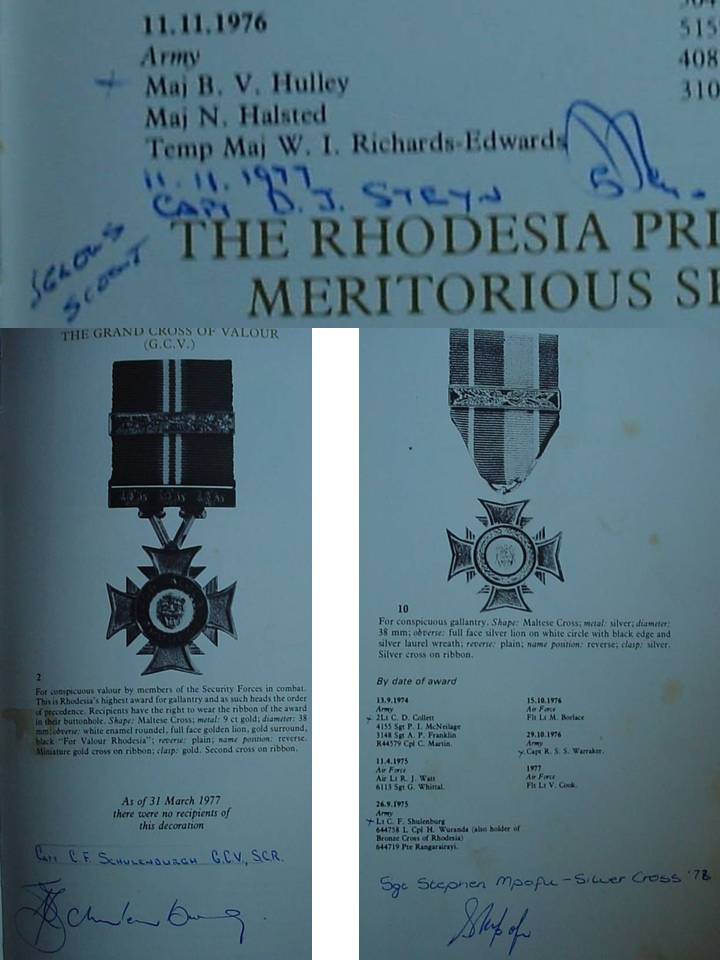 11.11.1976
Army
Maj B. V. Hulley
Maj N. Halsted
Temp Maj W. I. Richards-Edwards
515
408
310
11.11.1977
CAPT D. J. STEYN
SELOUS
SCOUT
THE RHODESIA PRI
MERITORIOUS SE
THE GRAND CROSS OF VALOUR
(G.C.V.)
2
For conspicuous valour by members of the Security Forces in combat.
This is Rhodesia's highest award for gallantry and as such heads the order
of precedence. Recipients have the right to wear the ribbon of the award
in their buttonhole. Shape: Maltese Cross; metal: 9 ct gold; diameter: 38
mm; obverse: white enamel roundel, full face golden lion, gold surround,
black "For Valour Rhodesia"; reverse: plain; name position: reverse.
Miniature gold cross on ribbon; clasp: gold. Second cross on ribbon.
As of 31 March 1977
there were no recipients of
this decoration
CAPT C.F. SCHULENBURGH G.C.V., S.C.R.
10
For conspicuous gallantry. Shape: Maltese Cross; metal: silver; diameter:
38 mm; obverse: full face silver lion on white circle with black edge and
silver laurel wreath; reverse: plain; name position: reverse; clasp: silver.
Silver cross on ribbon.
By date of award
13.9.1974
Army
2Lt C. D. Collett
4155 Sgt P. I. McNeilage
3148 Sgt A. P. Franklin
R44579 Cpl C. Martin.
11.4.1975
Air Force
Air Lt R. J. Watt
6113 Sgt G. Whittal.
26.9.1975
Army
Lt C. F. Shulenburg
644758 L Cpl H. Wuranda (also holder of
Bronze Cross of Rhodesia)
644719 Pte Rangarairayi.
15.10.1976
Air Force
Flt Lt M. Borlace
29.10.1976
Army
Capt R. S. S. Warraker.
1977
Air Force
Flt Lt V. Cook.
Sgt Stephen Mpofu - Silver Cross '78